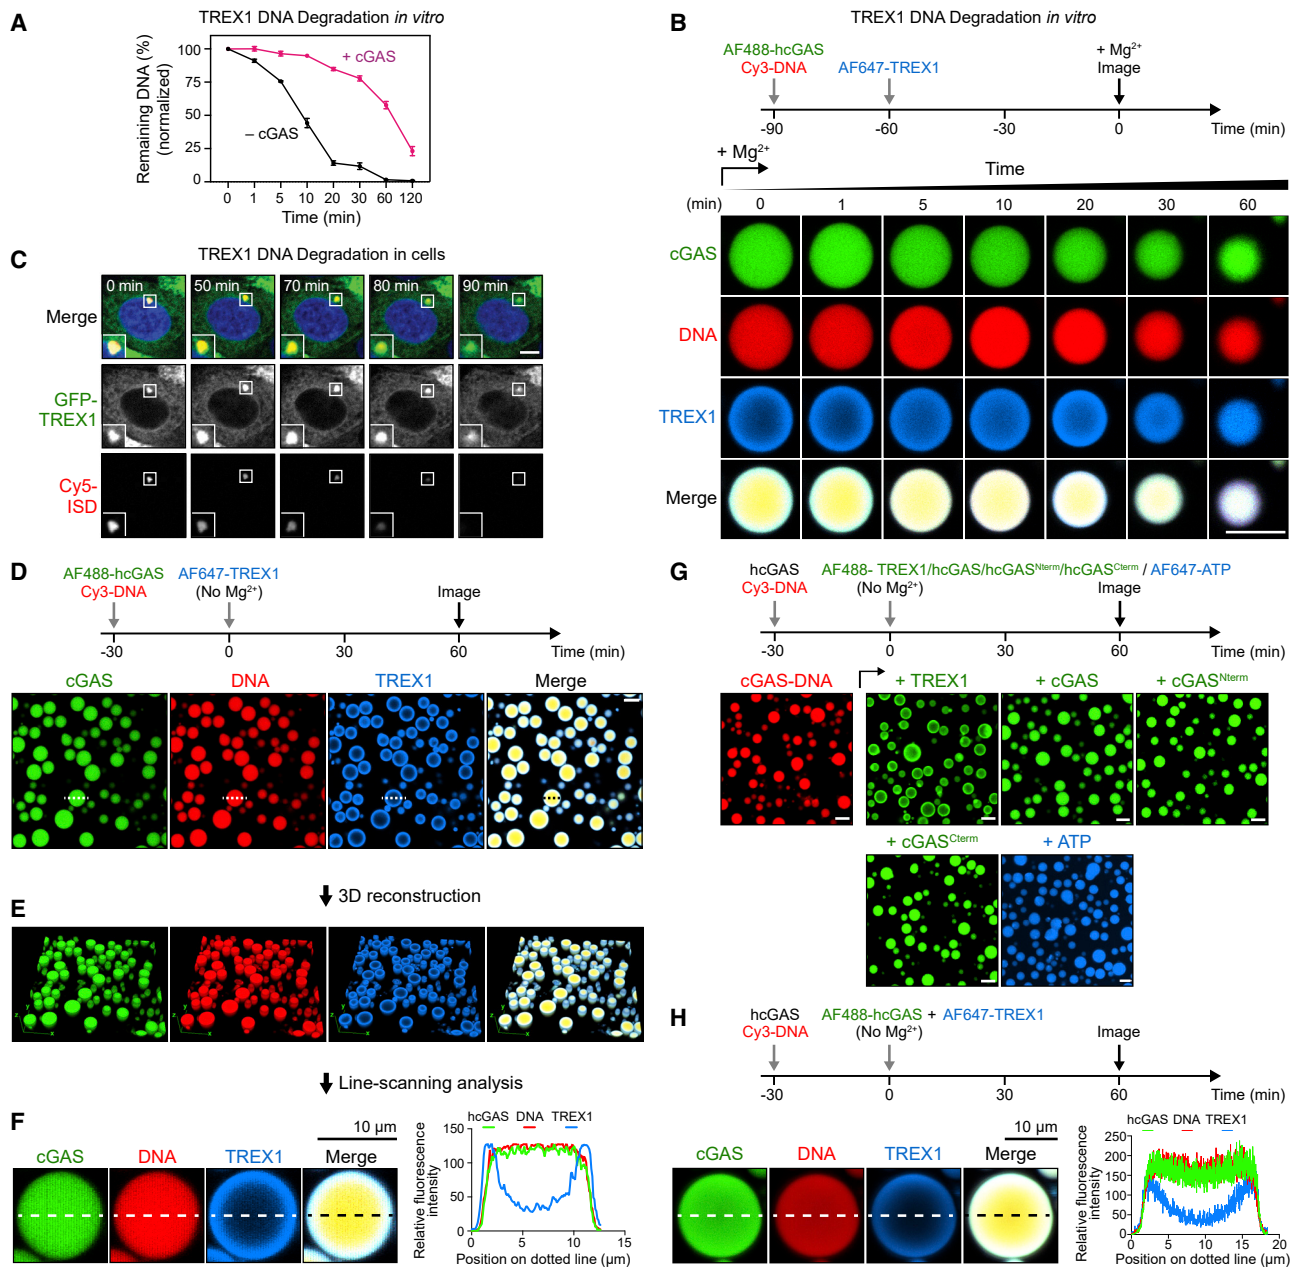 A
TREX1 DNA Degradation in vitro
Remaining DNA (%)
(normalized)
100
75
50
25
0
+ cGAS
– cGAS
0 1 5 10 20 30 60 120
Time (min)
B
TREX1 DNA Degradation in vitro
AF488-hcGAS
Cy3-DNA
AF647-TREX1
+ Mg²⁺
Image
-90 -60 -30 0 Time (min)
+ Mg²⁺
Time
(min) 0 1 5 10 20 30 60
cGAS
DNA
TREX1
Merge
C
TREX1 DNA Degradation in cells
0 min 50 min 70 min 80 min 90 min
Merge
GFP-
TREX1
Cy5-
ISD
D
AF488-hcGAS
Cy3-DNA
AF647-TREX1
(No Mg²⁺)
Image
-30 0 30 60 Time (min)
cGAS DNA TREX1 Merge
E
3D reconstruction
z y x
z y x
z y x
z y x
Line-scanning analysis
F
10 µm
cGAS DNA TREX1 Merge
hcGAS DNA TREX1
Relative fluorescence
intensity
150
100
50
0
0 5 10 15
Position on dotted line (µm)
G
hcGAS
Cy3-DNA
AF488- TREX1/hcGAS/hcGASᴺᵗᵉʳᵐ/hcGASᶜᵗᵉʳᵐ / AF647-ATP
(No Mg²⁺)
Image
-30 0 30 60 Time (min)
cGAS-DNA + TREX1 + cGAS + cGASᴺᵗᵉʳᵐ
+ cGASᶜᵗᵉʳᵐ + ATP
H
hcGAS
Cy3-DNA
AF488-hcGAS + AF647-TREX1
(No Mg²⁺)
Image
-30 0 30 60 Time (min)
10 µm
cGAS DNA TREX1 Merge
hcGAS DNA TREX1
Relative fluorescence
intensity
250
200
150
100
50
0
0 5 10 15 20
Position on dotted line (µm)